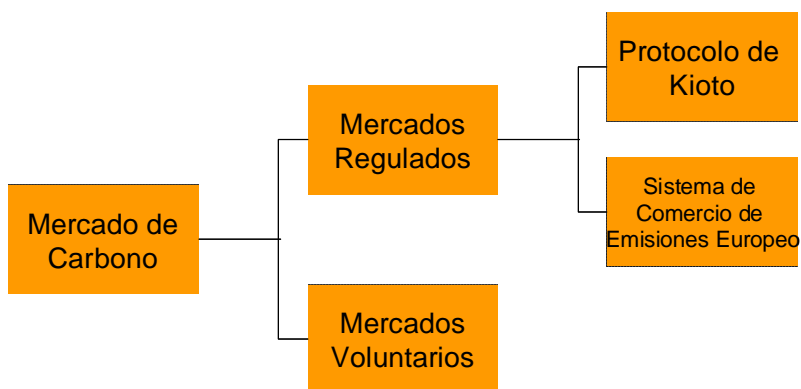 Mercado de
Carbono
Mercados
Regulados
Mercados
Voluntarios
Protocolo de
Kioto
Sistema de
Comercio de
Emisiones Europeo